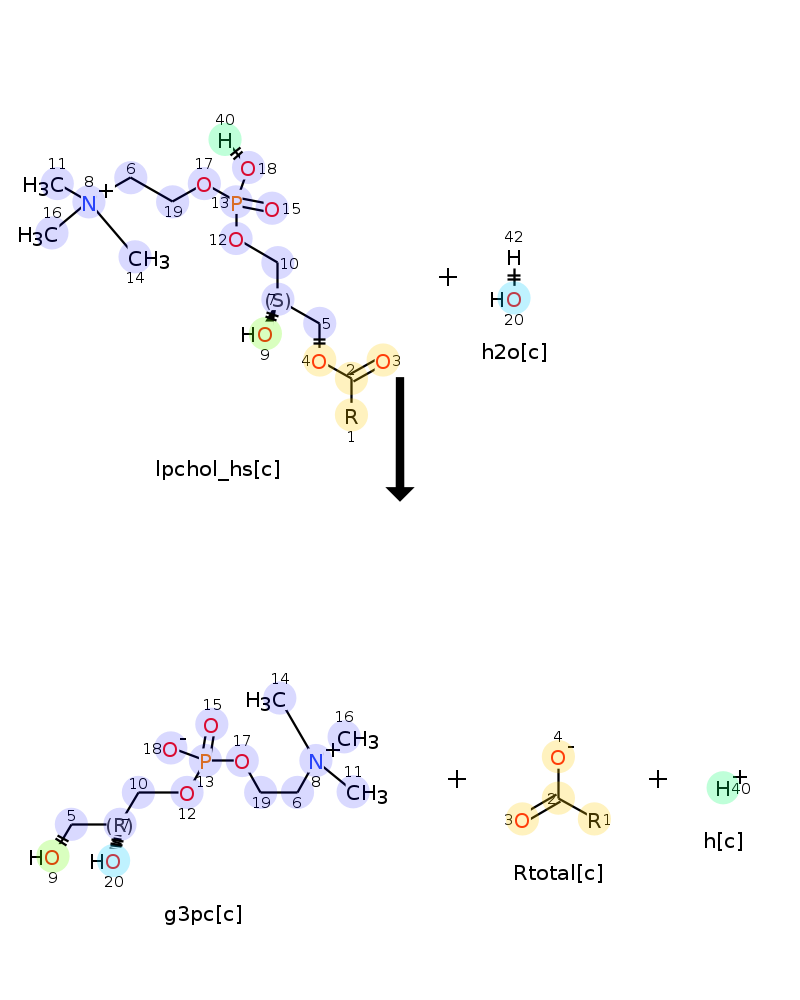 40
H
11 6 17 O 18
H3C 8 + O
N 13 P O 15
16 19
H3C 12 O
CH3 10
14
7 (S)
5
HO
9 4 O 2 O 3
R
1
lpchol_hs[c]
+
42
H
HO
20
h2o[c]
14
H3C 15 16
O 17 CH3
18 O - P O N +
10 13 8 11
O 19 6 CH3
5 12
(R) 7
HO HO
9 20
g3pc[c]
+
4
O -
2
3 O R 1
Rtotal[c]
+
H + 40
h[c]